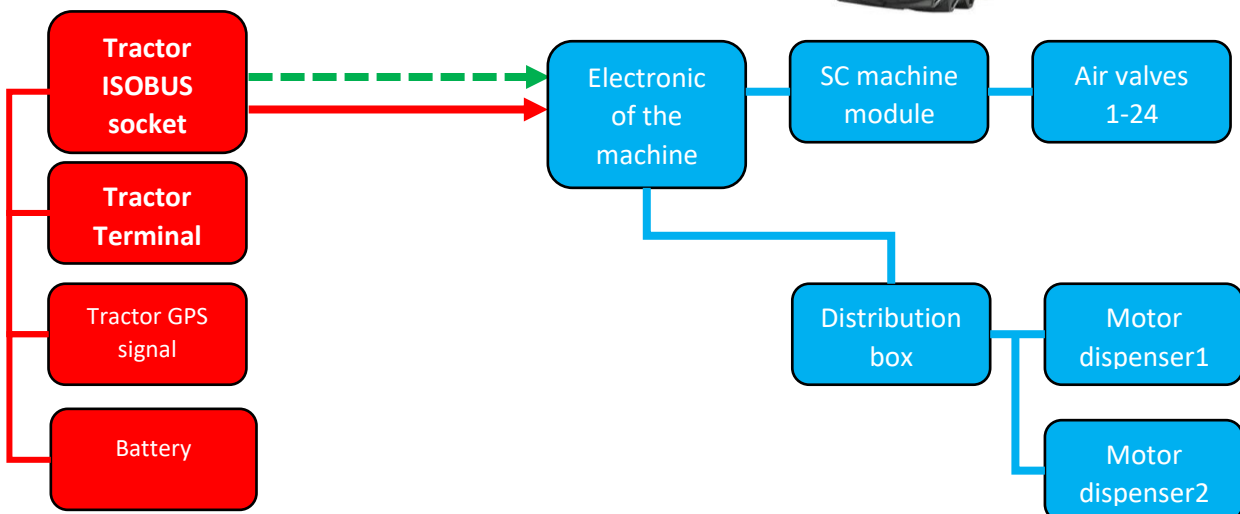 Tractor
ISOBUS
socket
Electronic
of the
machine
SC machine
module
Air valves
1-24
Tractor
Terminal
Tractor GPS
signal
Distribution
box
Motor
dispenser1
Battery
Motor
dispenser2